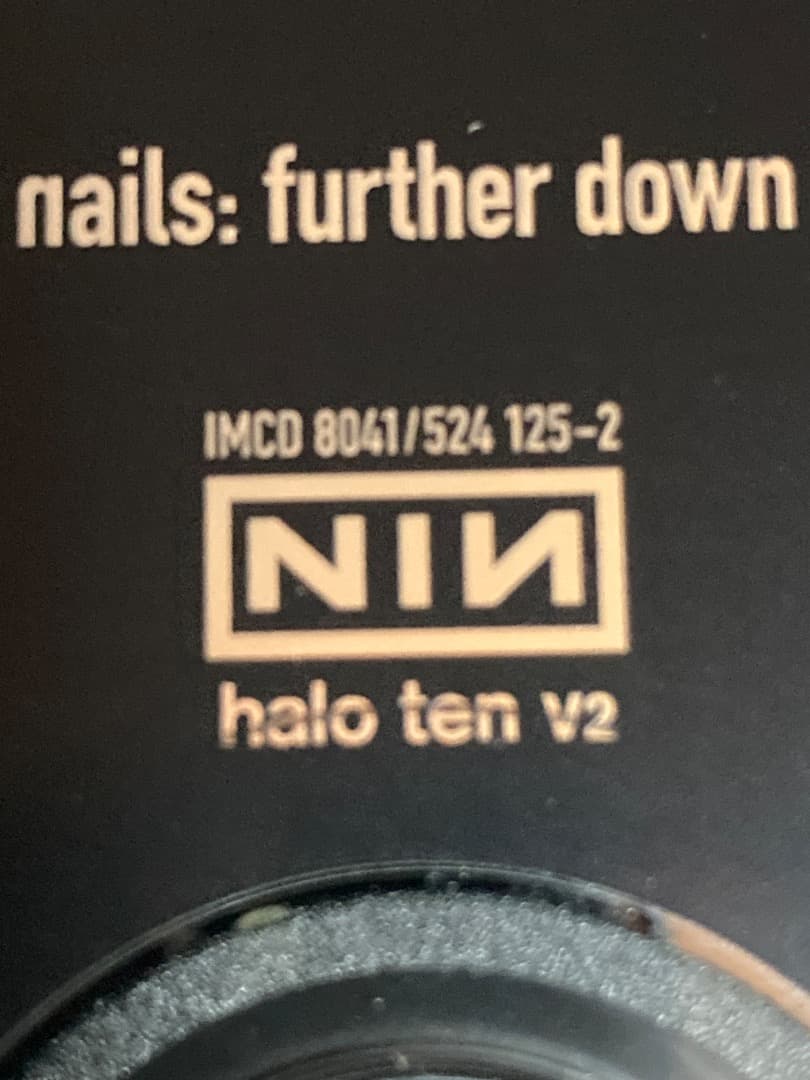 nails: further down
IMCD 8041/524 125-2
NIN
halo ten v2